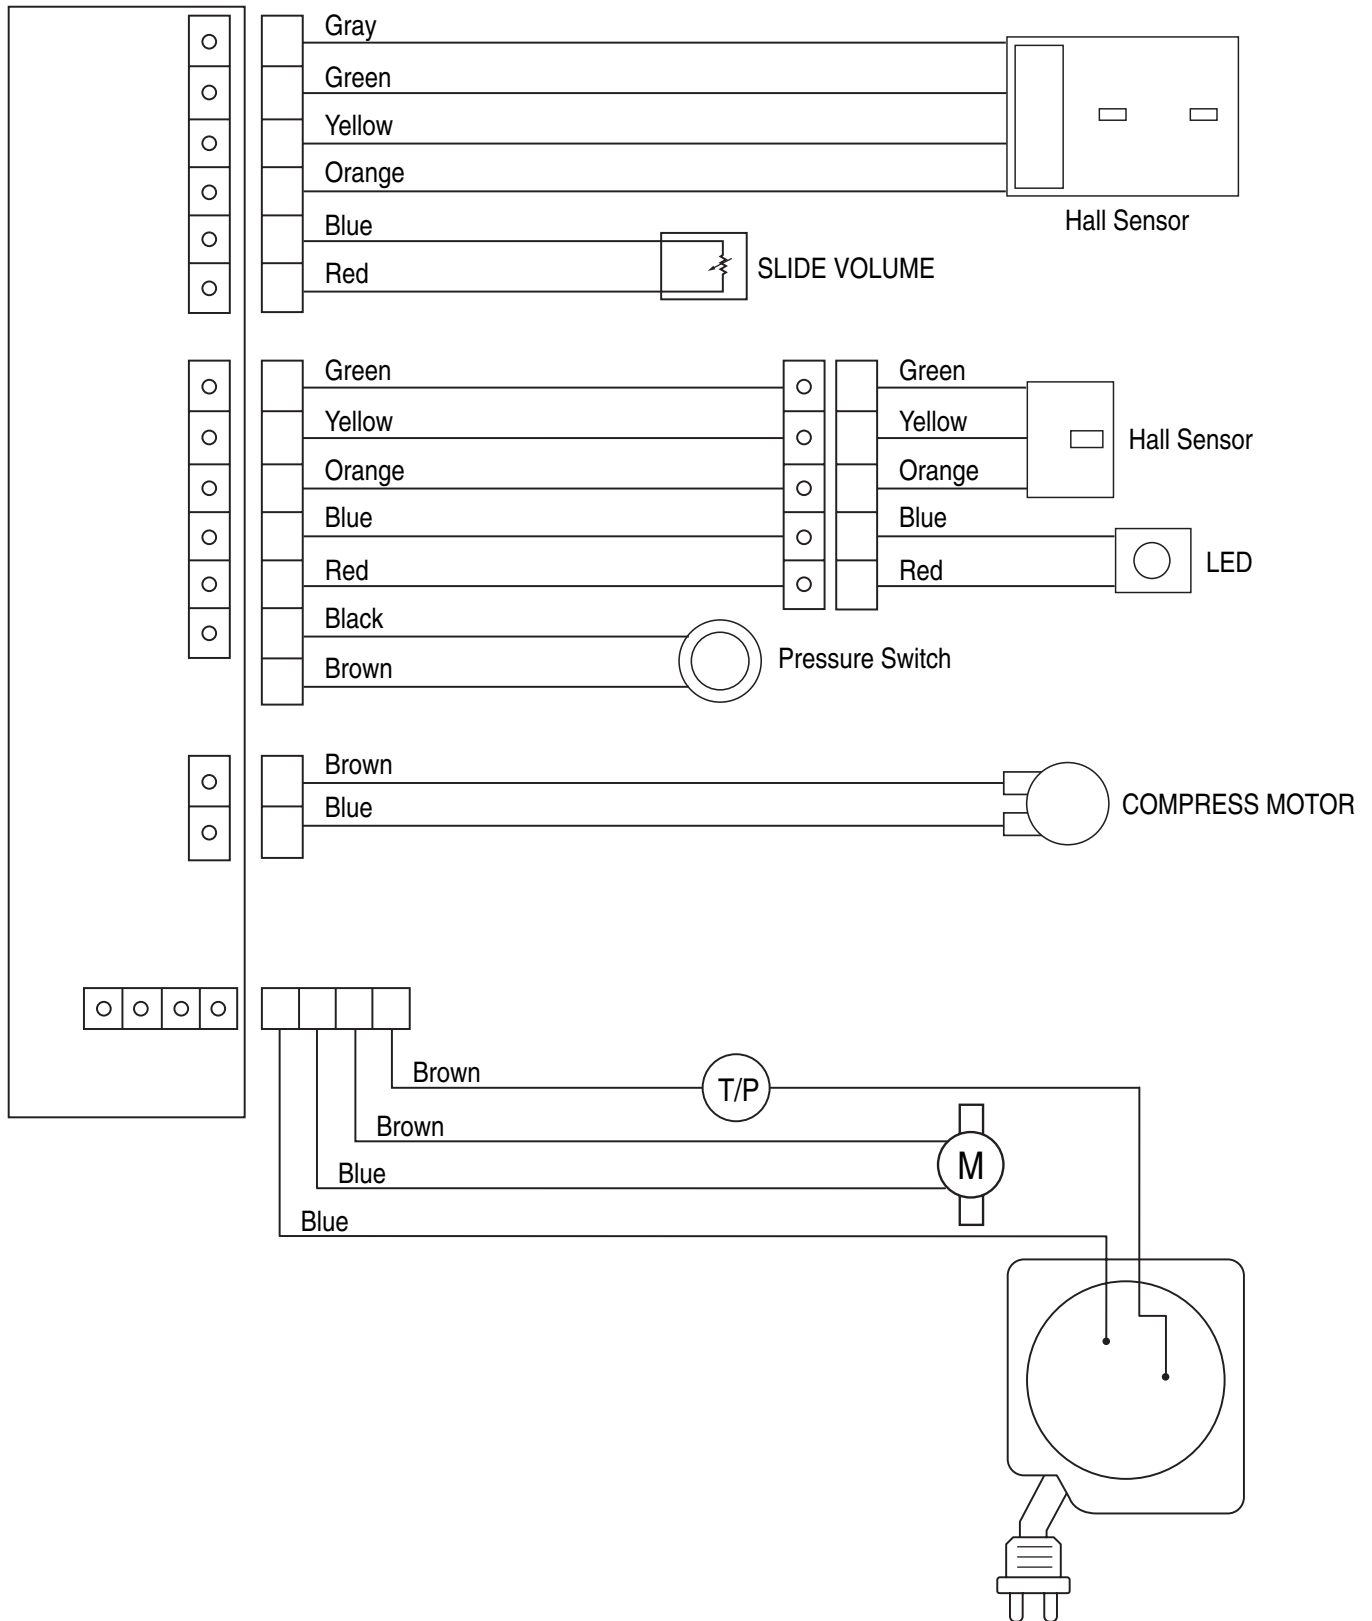 Gray
Green
Yellow
Orange
Hall Sensor
Blue
SLIDE VOLUME
Red
Green
Green
Yellow
Yellow
Hall Sensor
Orange
Orange
Blue
Blue
LED
Red
Red
Black
Pressure Switch
Brown
Brown
COMPRESS MOTOR
Blue
Brown
T/P
Brown
M
Blue
Blue